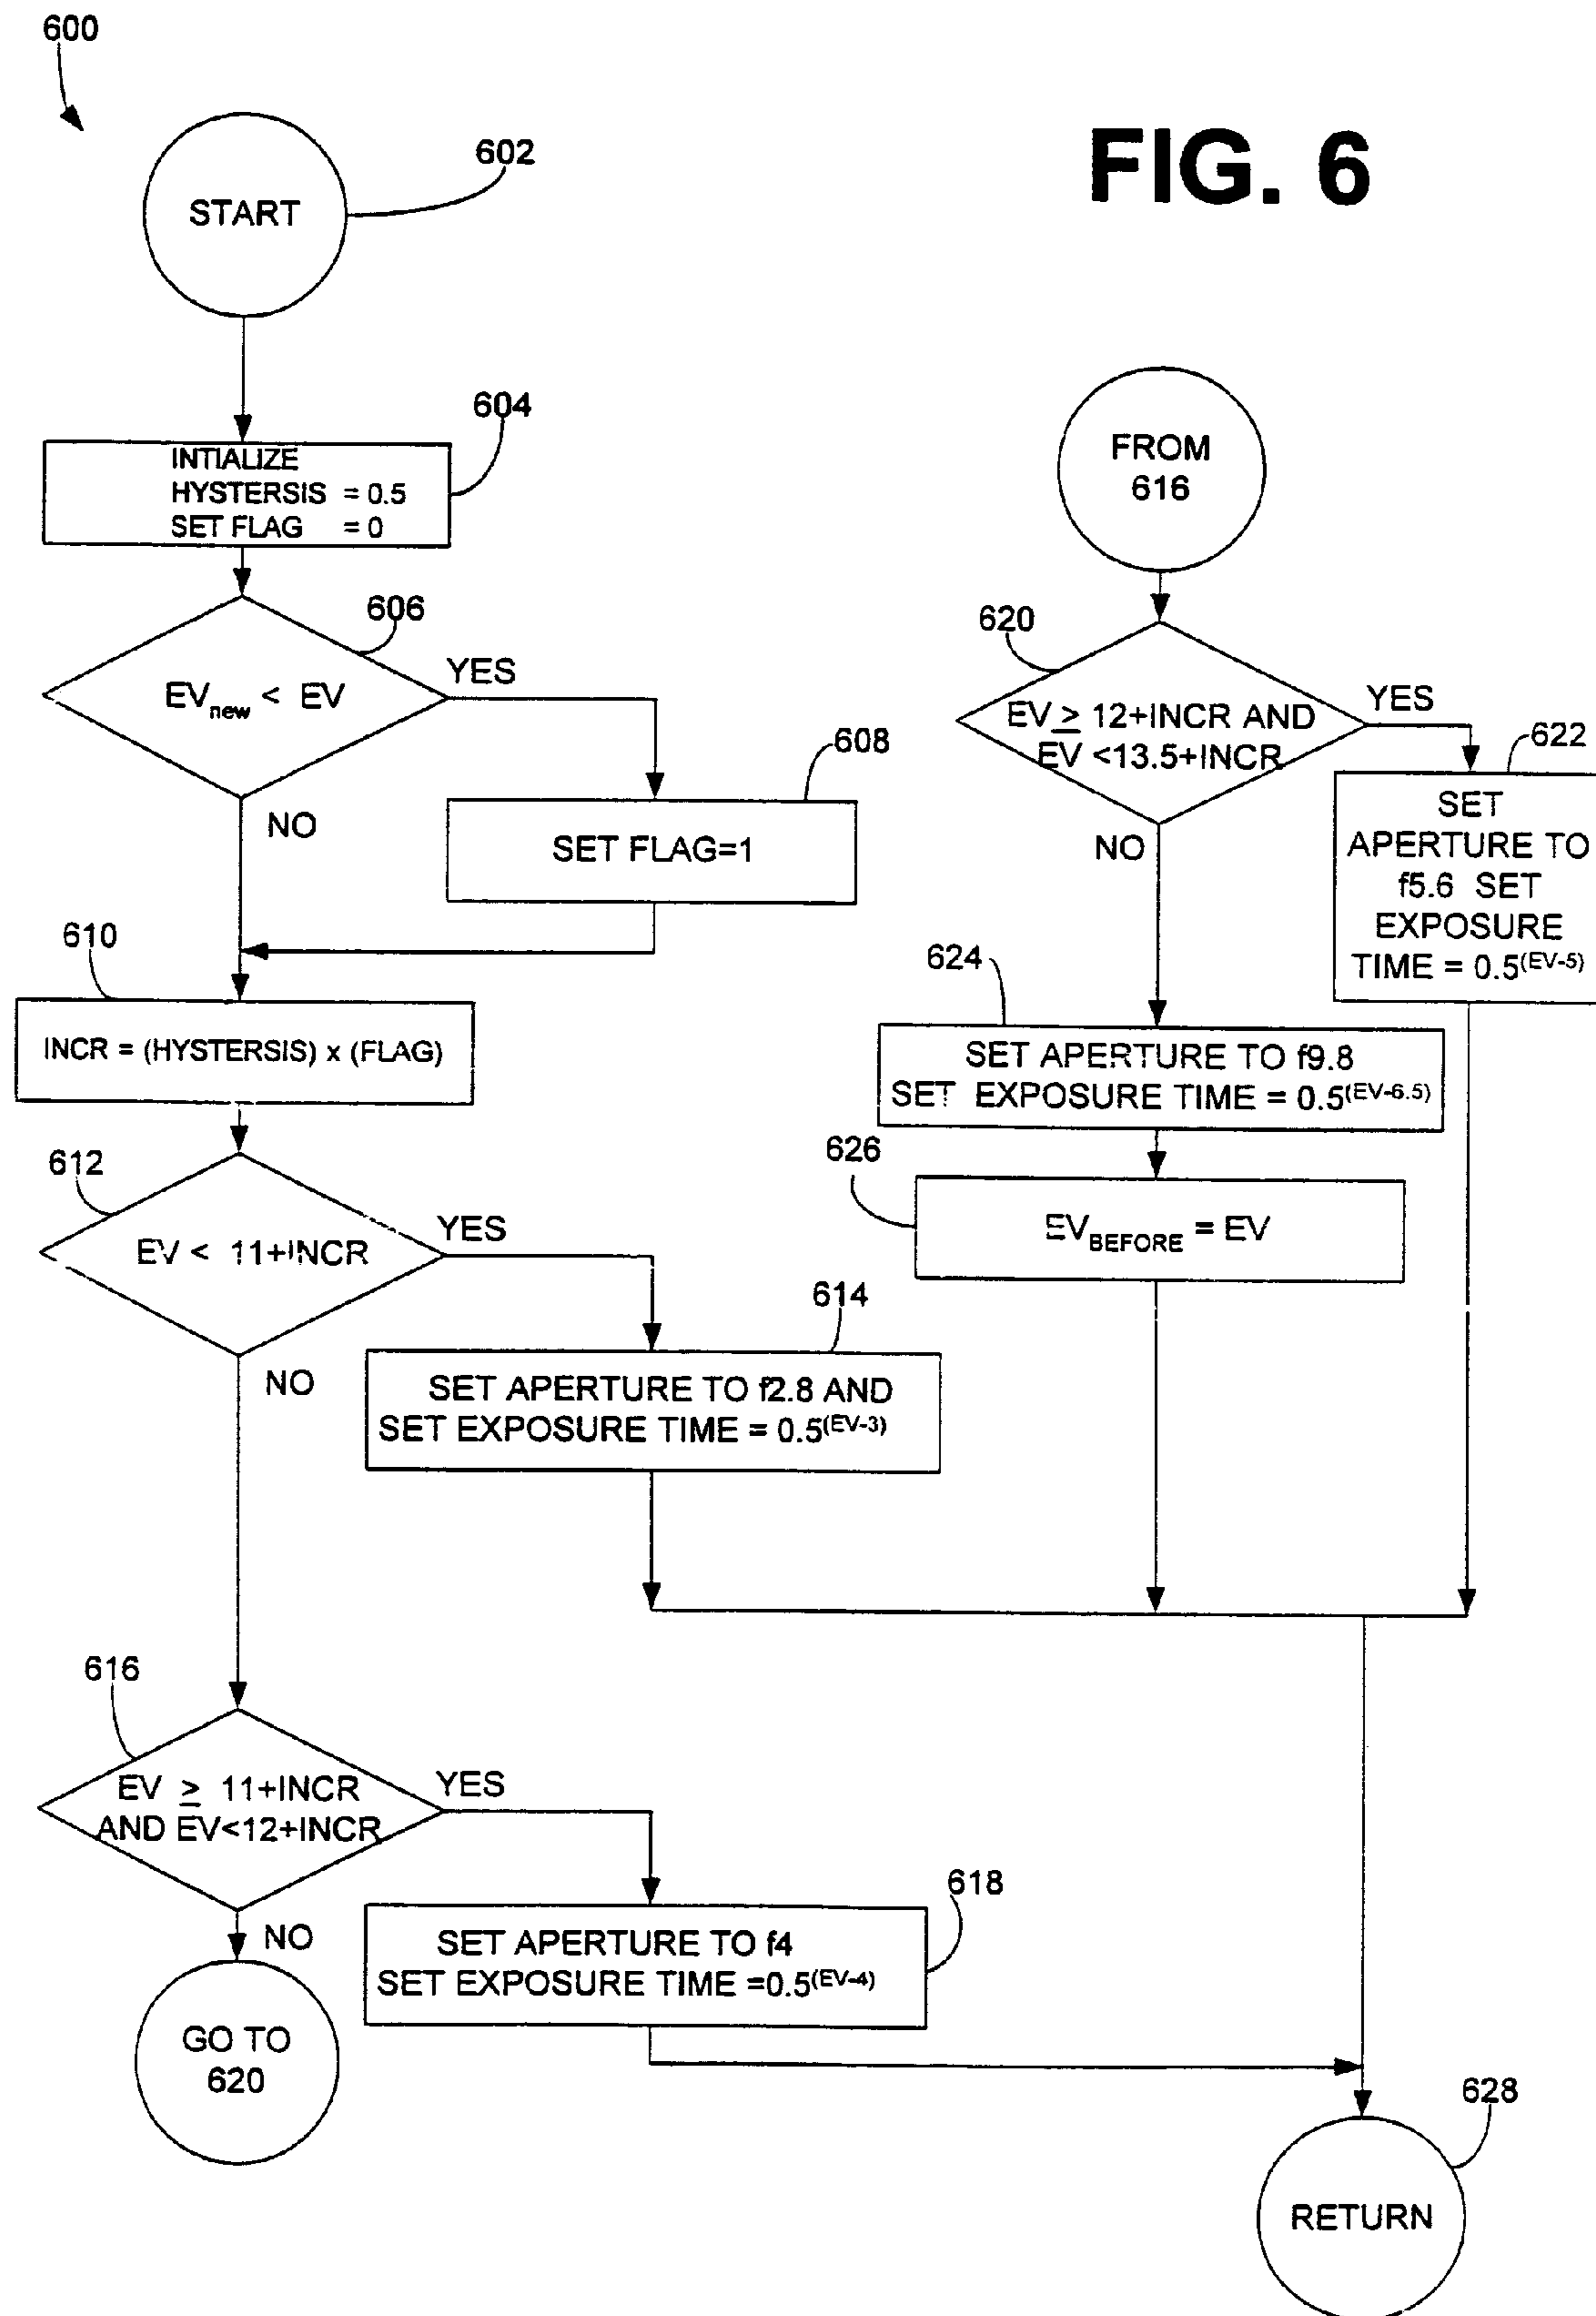 600
FIG. 6
602
START
604
INTIALIZE
HYSTERSIS = 0.5
SET FLAG = 0
606
EVnew < EV
YES
NO
608
SET FLAG=1
610
INCR = (HYSTERSIS) x (FLAG)
612
EV < 11+INCR
YES
NO
614
SET APERTURE TO f2.8 AND
SET EXPOSURE TIME = 0.5(EV-3)
616
EV ≥ 11+INCR
AND EV<12+INCR
YES
NO
618
SET APERTURE TO f4
SET EXPOSURE TIME =0.5(EV-4)
GO TO
620
FROM
616
620
EV ≥ 12+INCR AND
EV <13.5+INCR
YES
NO
622
SET
APERTURE TO
f5.6 SET
EXPOSURE
TIME = 0.5(EV-5)
624
SET APERTURE TO f9.8
SET EXPOSURE TIME = 0.5(EV-6.5)
626
EVBEFORE = EV
628
RETURN